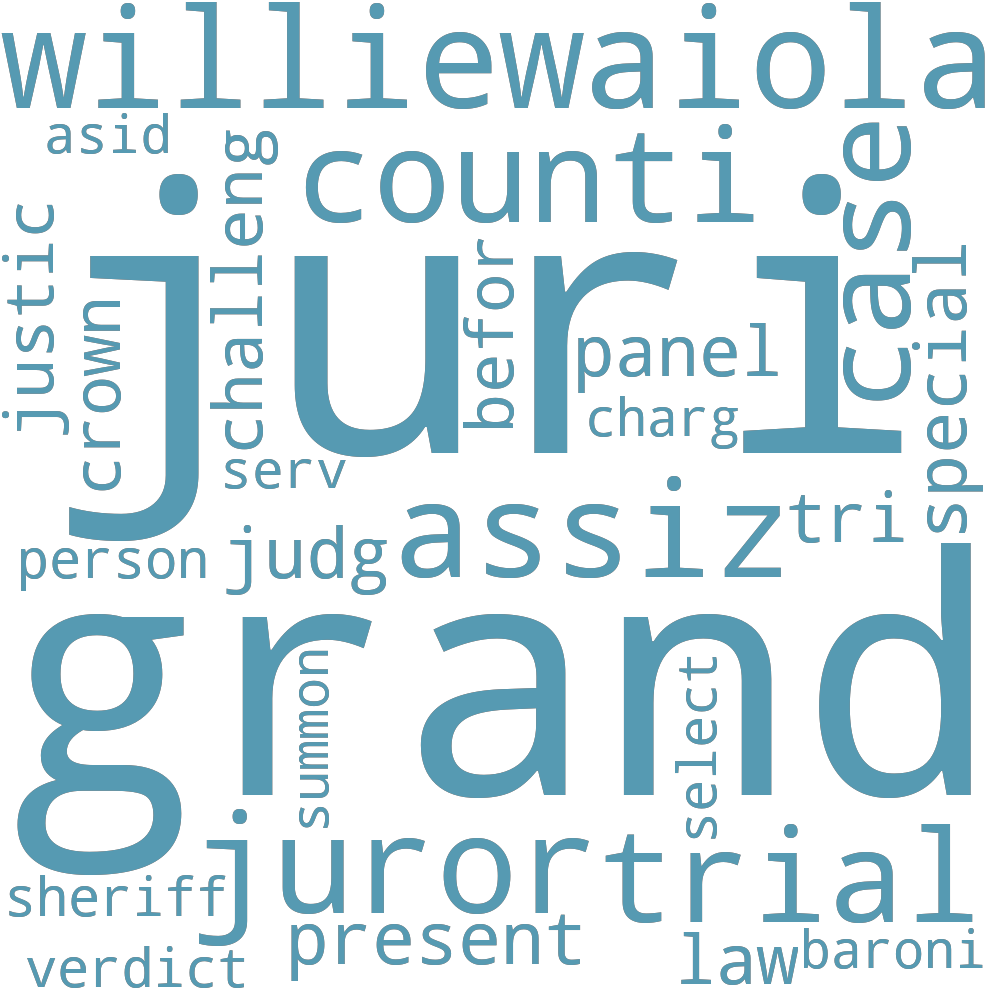 williewaiola
asid
counti
case
challeng
justic
crown
juri
befor
panel
charg
special
serv
assiz
tri
person
judg
grand
summon
select
juror
trial
sheriff
present
law
baroni
verdict